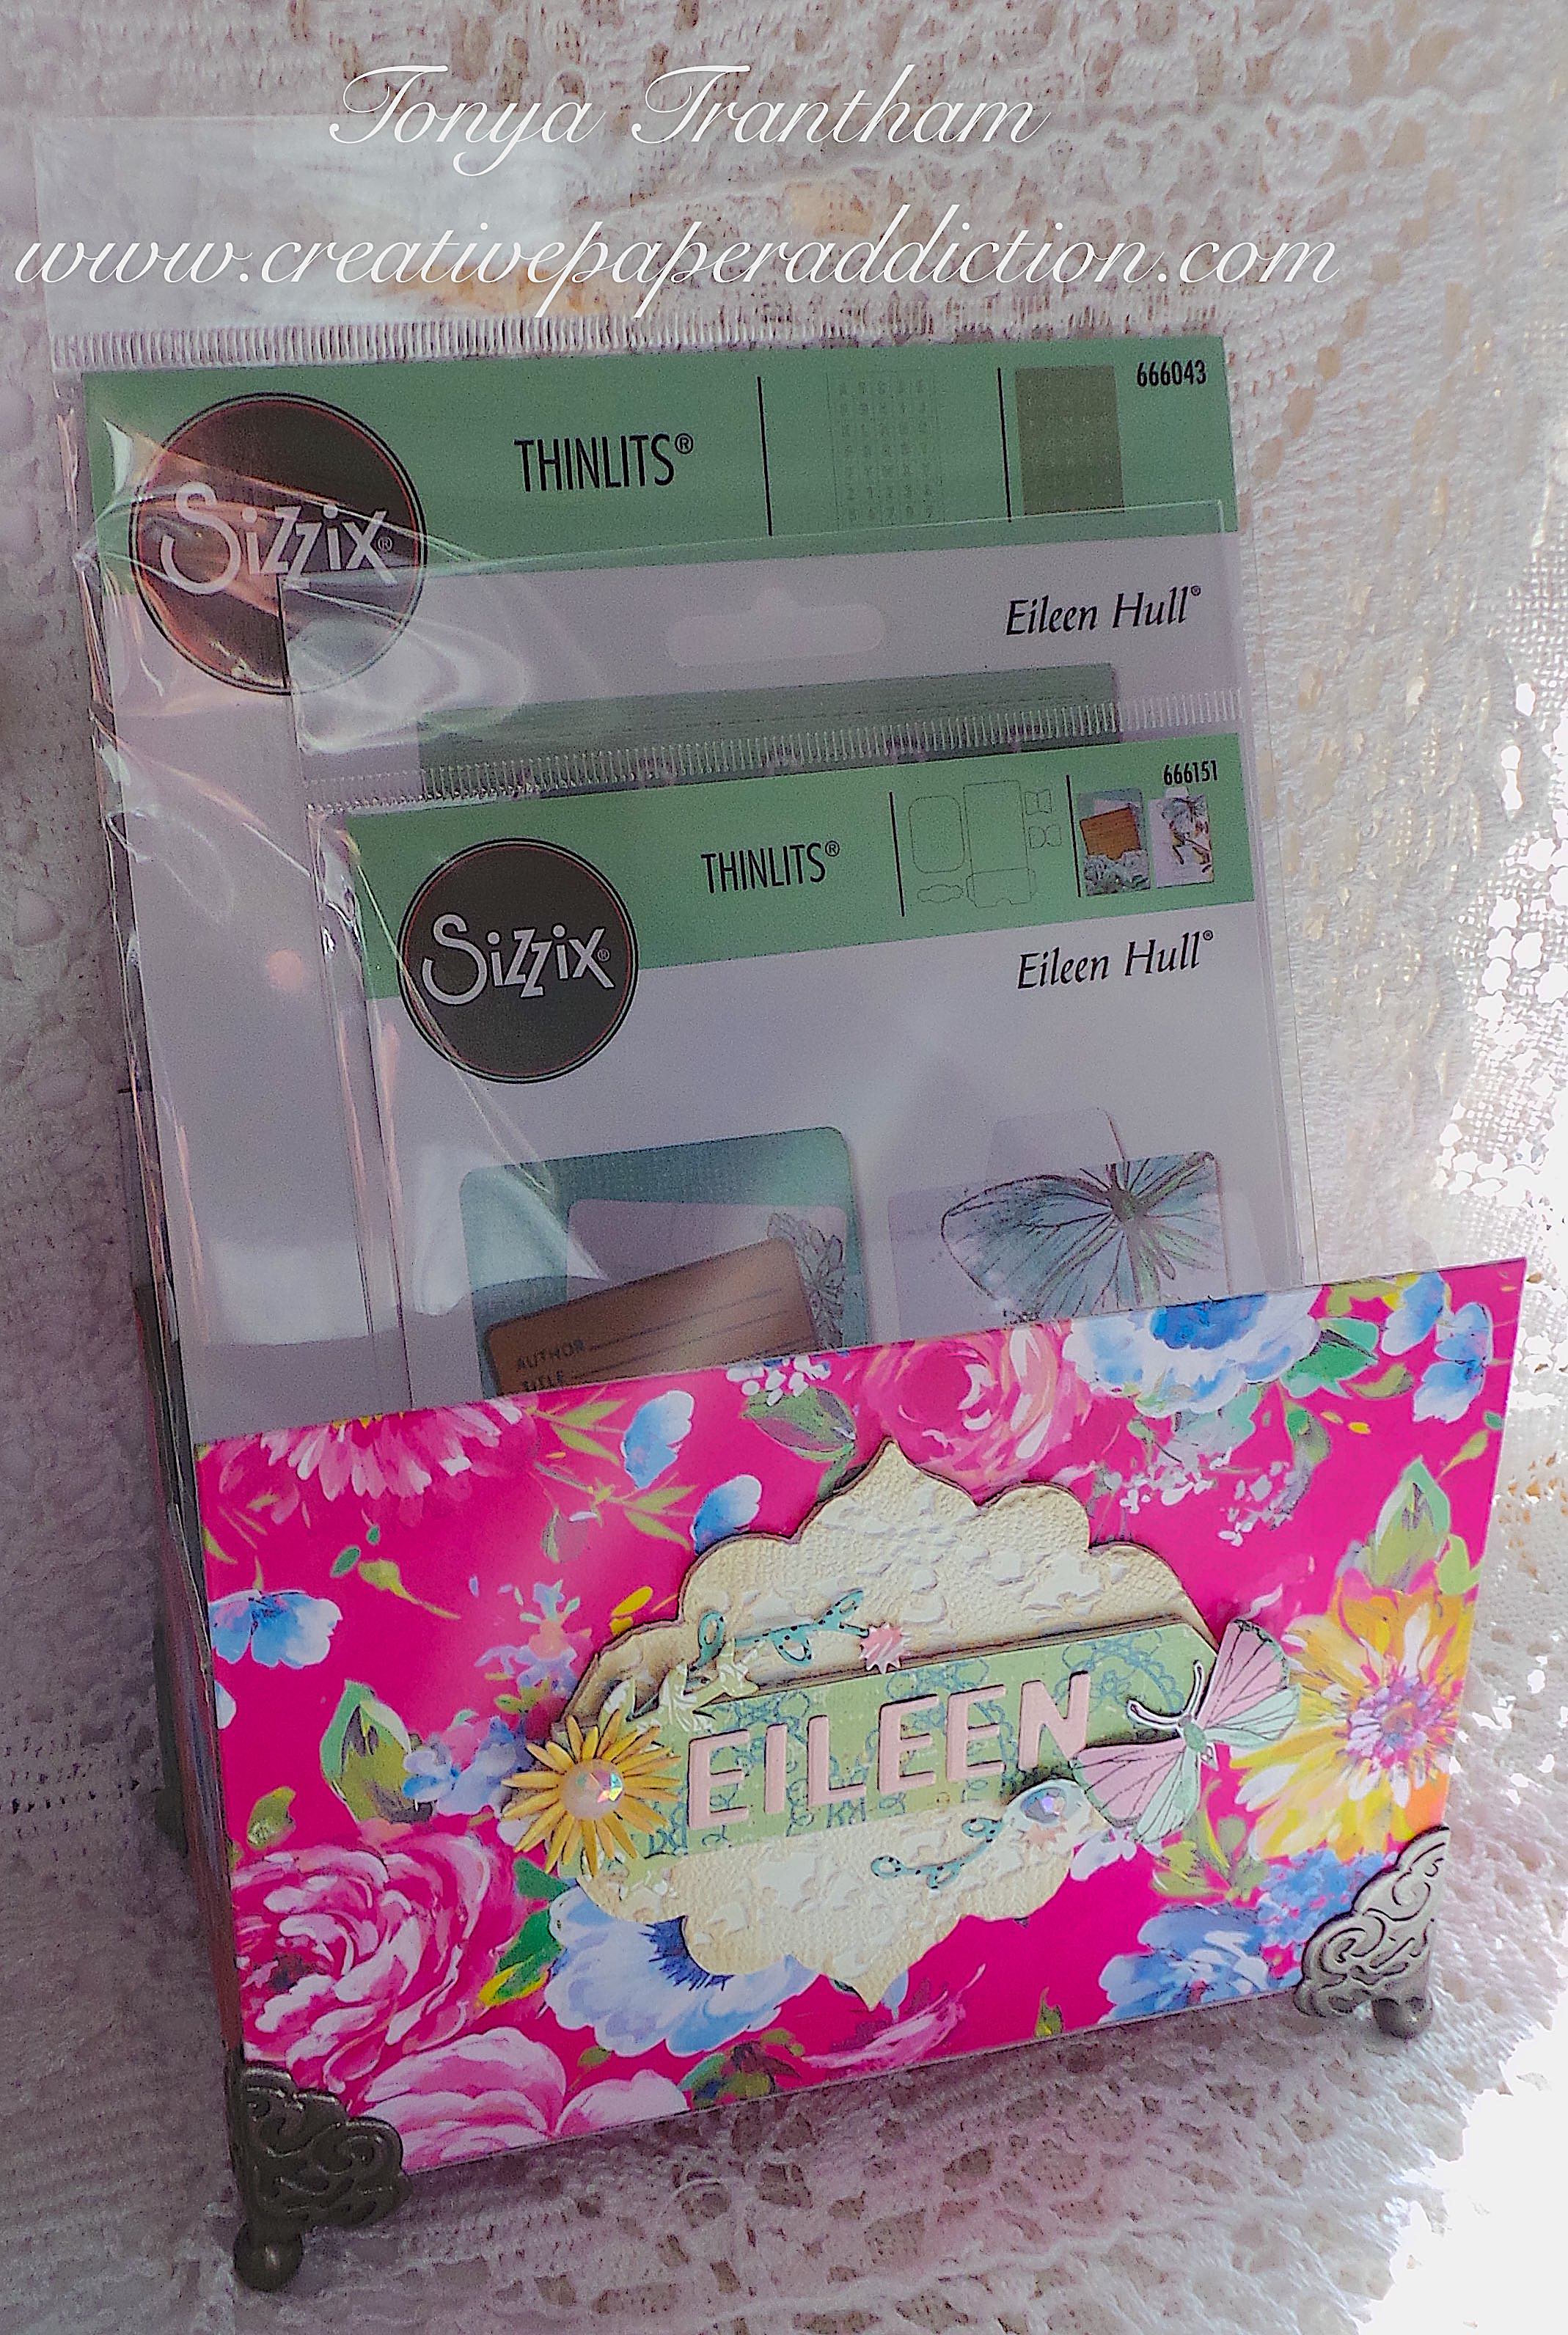 Tonya Trantham
www.creativepaperaddiction.com
666043
THINLITS®
Sizzix®
Eileen Hull®
666151
THINLITS®
Sizzix®
Eileen Hull®
AUTHOR
TITLE
EILEEN